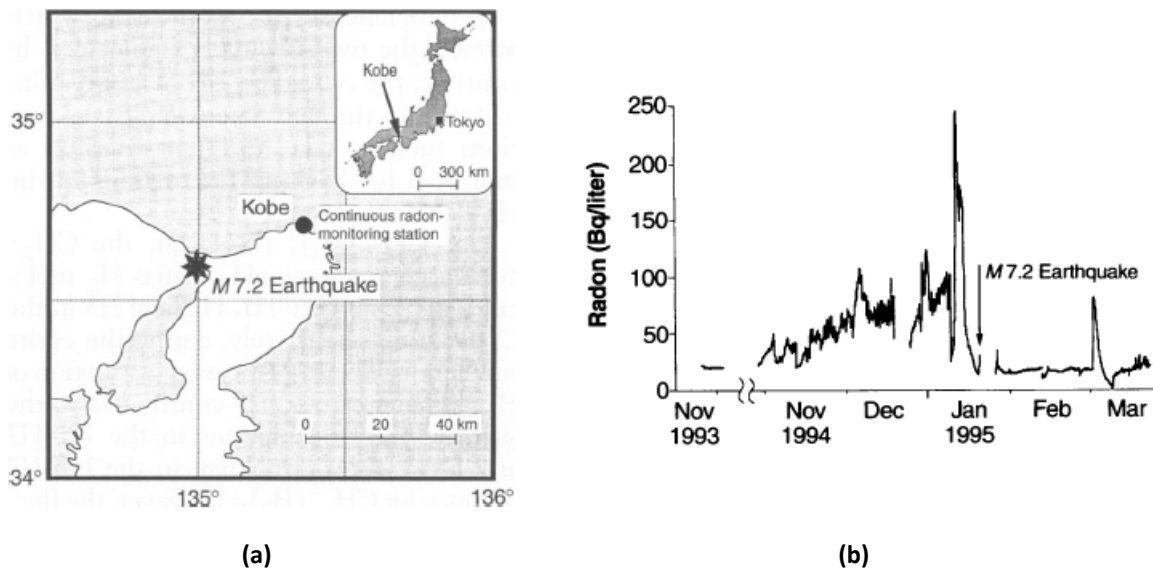 Kobe
Tokyo
0 300 km
35°
Kobe
Continuous radon-
monitoring station
M 7.2 Earthquake
0 20 40 km
34°
135°
136°
(a)
Radon (Bq/liter)
250
200
150
100
50
0
M 7.2 Earthquake
Nov Nov Dec Jan Feb Mar
1993 1994 1995
(b)